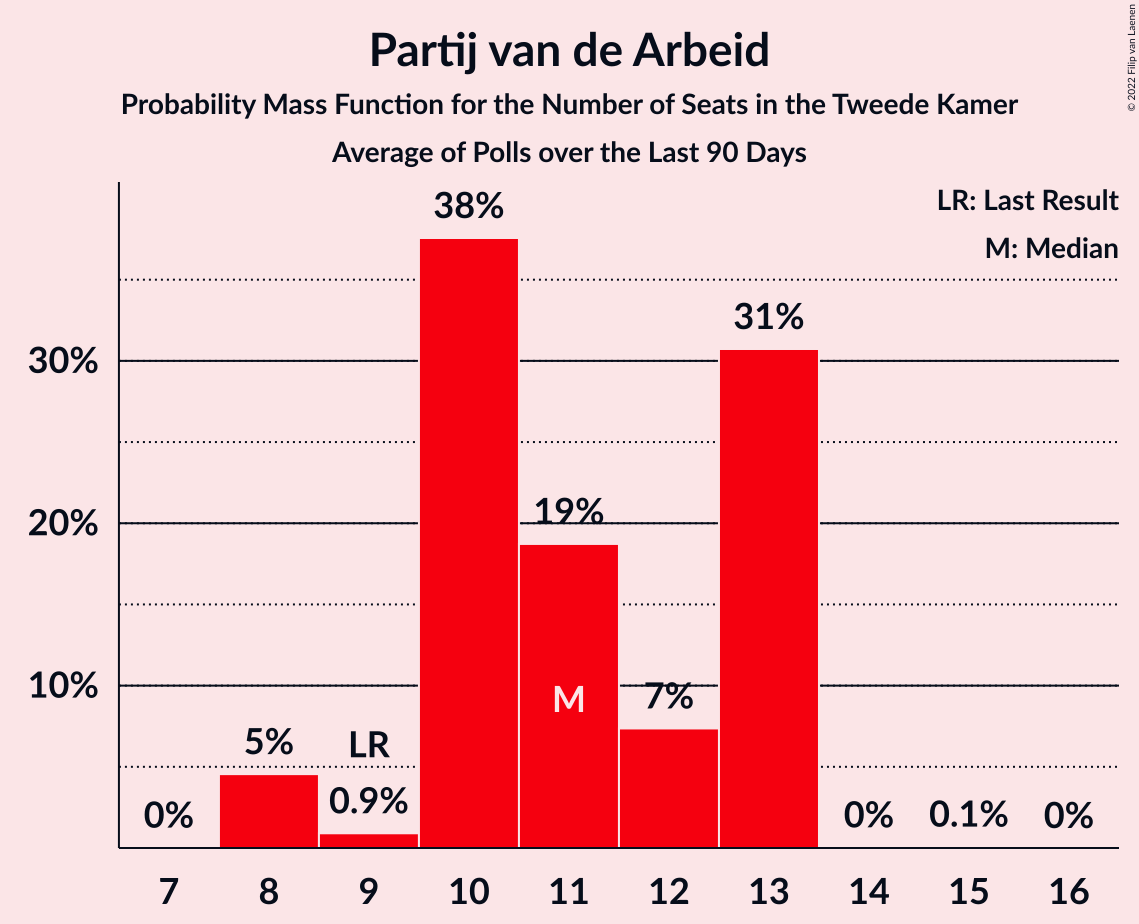 Partij van de Arbeid
Probability Mass Function for the Number of Seats in the Tweede Kamer
Average of Polls over the Last 90 Days
© 2022 Filip van Laenen
LR: Last Result
M: Median
30%
20%
10%
0%
5%
LR
0.9%
38%
19%
M
7%
31%
0%
0.1%
0%
7 8 9 10 11 12 13 14 15 16